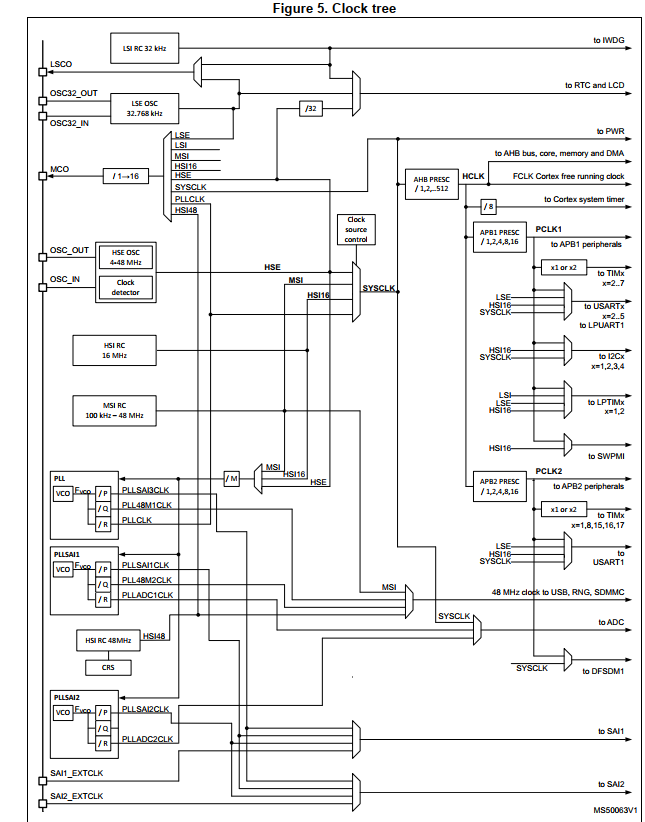 Figure 5. Clock tree
LSI RC 32 kHz
to IWDG
LSCO
to RTC and LCD
OSC32_OUT
LSE OSC
32.768 kHz
/32
OSC32_IN
to PWR
LSE
LSI
MSI
HSI16
HSE
SYSCLK
PLLCLK
HSI48
MCO
/ 1→16
to AHB bus, core, memory and DMA
AHB PRESC
/ 1,2,..512
HCLK
FCLK Cortex free running clock
/ 8
to Cortex system timer
APB1 PRESC
/ 1,2,4,8,16
PCLK1
to APB1 peripherals
Clock
source
control
OSC_OUT
HSE OSC
4-48 MHz
HSE
MSI
HSI16
SYSCLK
OSC_IN
Clock
detector
x1 or x2
to TIMx
x=2..7
LSE
HSI16
SYSCLK
to USARTx
x=2..5
to LPUART1
HSI RC
16 MHz
HSI16
SYSCLK
to I2Cx
x=1,2,3,4
MSI RC
100 kHz – 48 MHz
LSI
LSE
HSI16
to LPTIMx
x=1,2
HSI16
to SWPMI
MSI
HSI16
HSE
/ M
PLL
VCO
Fvco
/ P
PLLSAI3CLK
/ Q
PLL48M1CLK
/ R
PLLCLK
APB2 PRESC
/ 1,2,4,8,16
PCLK2
to APB2 peripherals
x1 or x2
to TIMx
x=1,8,15,16,17
PLLSAI1
VCO
Fvco
/ P
PLLSAI1CLK
/ Q
PLL48M2CLK
/ R
PLLADC1CLK
LSE
HSI16
SYSCLK
to
USART1
MSI
48 MHz clock to USB, RNG, SDMMC
SYSCLK
to ADC
HSI RC 48MHz
HSI48
CRS
SYSCLK
to DFSDM1
PLLSAI2
VCO
Fvco
/ P
PLLSAI2CLK
/ Q
/ R
PLLADC2CLK
to SAI1
SAI1_EXTCLK
to SAI2
SAI2_EXTCLK
MS50063V1